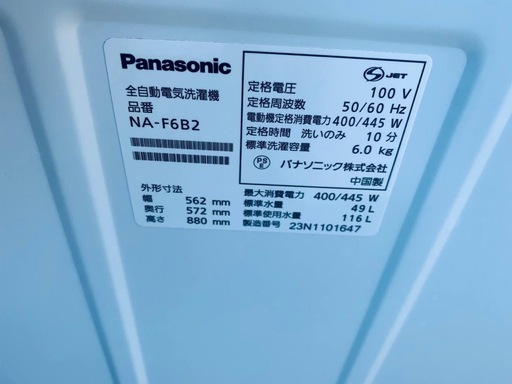 Panasonic
全自動電気洗濯機
品番
NA-F6B2
S JET
定格電圧 100 V
定格周波数 50/60 Hz
電動機定格消費電力 400/445 W
定格時間 洗いのみ 10 分
標準洗濯容量 6.0 kg
PS E パナソニック株式会社
中国製
外形寸法
幅 562 mm
奥行 572 mm
高さ 880 mm
最大消費電力 400/445 W
標準水量 49 L
標準使用水量 116 L
製造番号 23N1101647